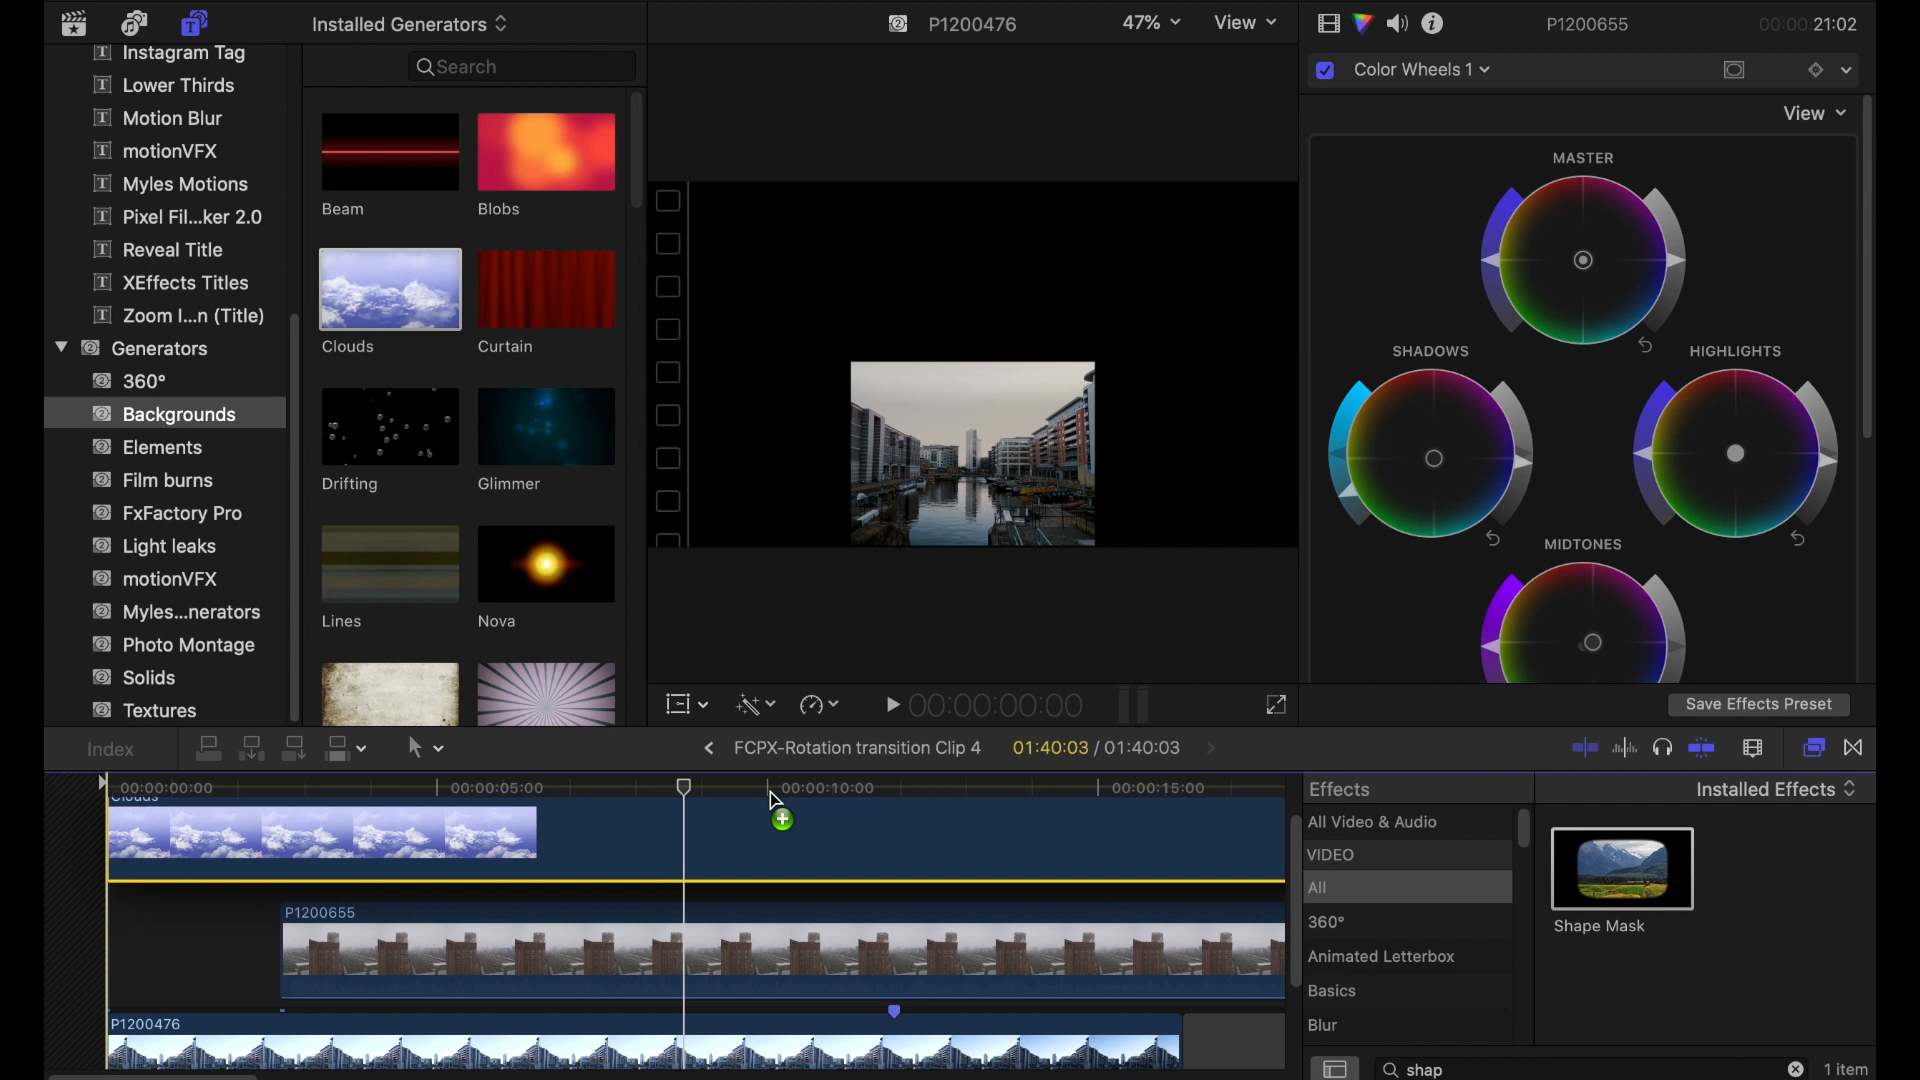 Installed Generators
P1200476
47%
View
P1200655
00:00:21:02
Instagram Tag
Lower Thirds
Motion Blur
motionVFX
Myles Motions
Pixel Fil...ker 2.0
Reveal Title
XEffects Titles
Zoom I...n (Title)
Generators
360°
Backgrounds
Elements
Film burns
FxFactory Pro
Light leaks
motionVFX
Myles...nerators
Photo Montage
Solids
Textures
Search
Beam
Blobs
Clouds
Curtain
Drifting
Glimmer
Lines
Nova
Color Wheels 1
View
MASTER
SHADOWS
HIGHLIGHTS
MIDTONES
00:00:00:00
Save Effects Preset
Index
FCPX-Rotation transition Clip 4
01:40:03 / 01:40:03
00:00:00:00
00:00:05:00
00:00:10:00
00:00:15:00
Clouds
P1200655
P1200476
Effects
Installed Effects
All Video & Audio
VIDEO
All
360°
Animated Letterbox
Basics
Blur
Shape Mask
shap
1 item